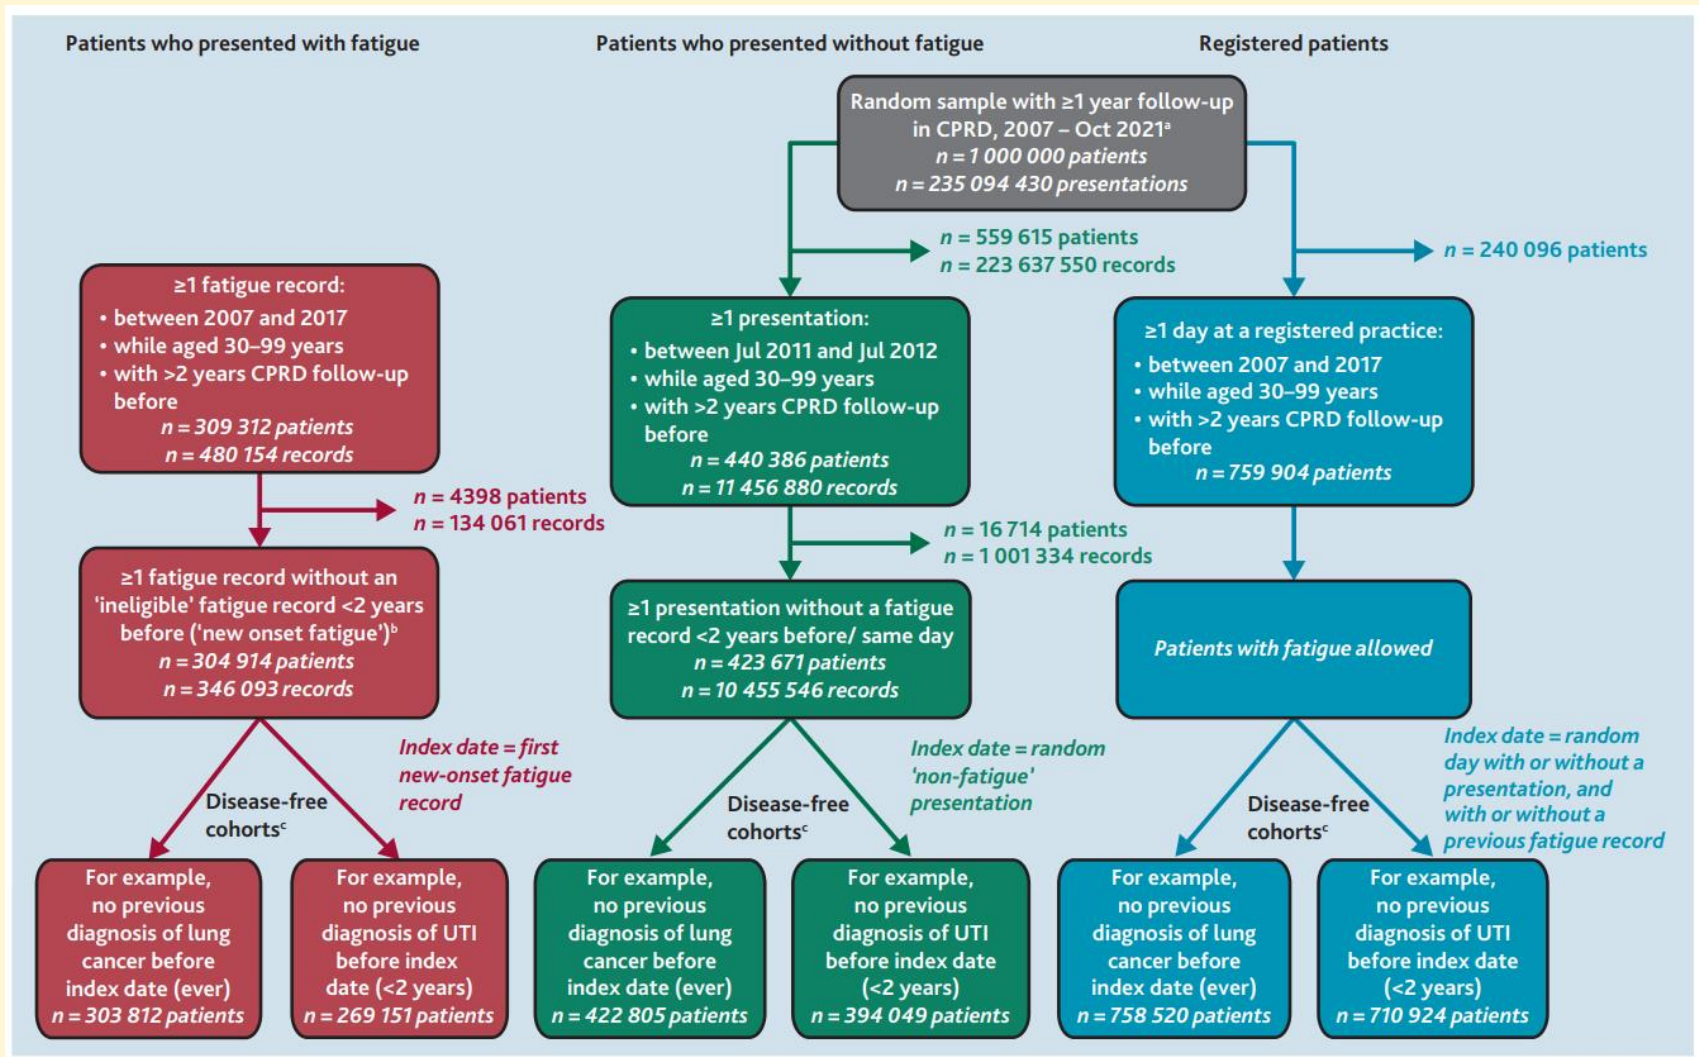 Patients who presented with fatigue
Patients who presented without fatigue
Registered patients
Random sample with ≥1 year follow-up
in CPRD, 2007 – Oct 2021ᵃ
n = 1 000 000 patients
n = 235 094 430 presentations
n = 559 615 patients
n = 223 637 550 records
n = 240 096 patients
≥1 fatigue record:
• between 2007 and 2017
• while aged 30–99 years
• with >2 years CPRD follow-up
before
n = 309 312 patients
n = 480 154 records
≥1 presentation:
• between Jul 2011 and Jul 2012
• while aged 30–99 years
• with >2 years CPRD follow-up
before
n = 440 386 patients
n = 11 456 880 records
≥1 day at a registered practice:
• between 2007 and 2017
• while aged 30–99 years
• with >2 years CPRD follow-up
before
n = 759 904 patients
n = 4398 patients
n = 134 061 records
n = 16 714 patients
n = 1 001 334 records
≥1 fatigue record without an
‘ineligible’ fatigue record <2 years
before (‘new onset fatigue’)ᵇ
n = 304 914 patients
n = 346 093 records
≥1 presentation without a fatigue
record <2 years before/ same day
n = 423 671 patients
n = 10 455 546 records
Patients with fatigue allowed
Index date = first
new-onset fatigue
record
Disease-free
cohortsᶜ
Index date = random
‘non-fatigue’
presentation
Disease-free
cohortsᶜ
Index date = random
day with or without a
presentation, and
with or without a
previous fatigue record
Disease-free
cohortsᶜ
For example,
no previous
diagnosis of lung
cancer before
index date (ever)
n = 303 812 patients
For example,
no previous
diagnosis of UTI
before index
date (<2 years)
n = 269 151 patients
For example,
no previous
diagnosis of lung
cancer before
index date (ever)
n = 422 805 patients
For example,
no previous
diagnosis of UTI
before index date
(<2 years)
n = 394 049 patients
For example,
no previous
diagnosis of lung
cancer before
index date (ever)
n = 758 520 patients
For example,
no previous
diagnosis of UTI
before index date
(<2 years)
n = 710 924 patients